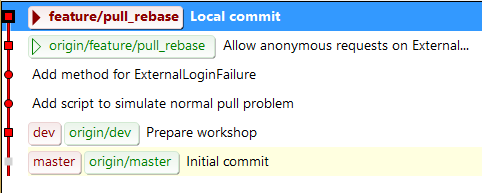 feature/pull_rebase Local commit
origin/feature/pull_rebase Allow anonymous requests on External...
Add method for ExternalLoginFailure
Add script to simulate normal pull problem
dev origin/dev Prepare workshop
master origin/master Initial commit